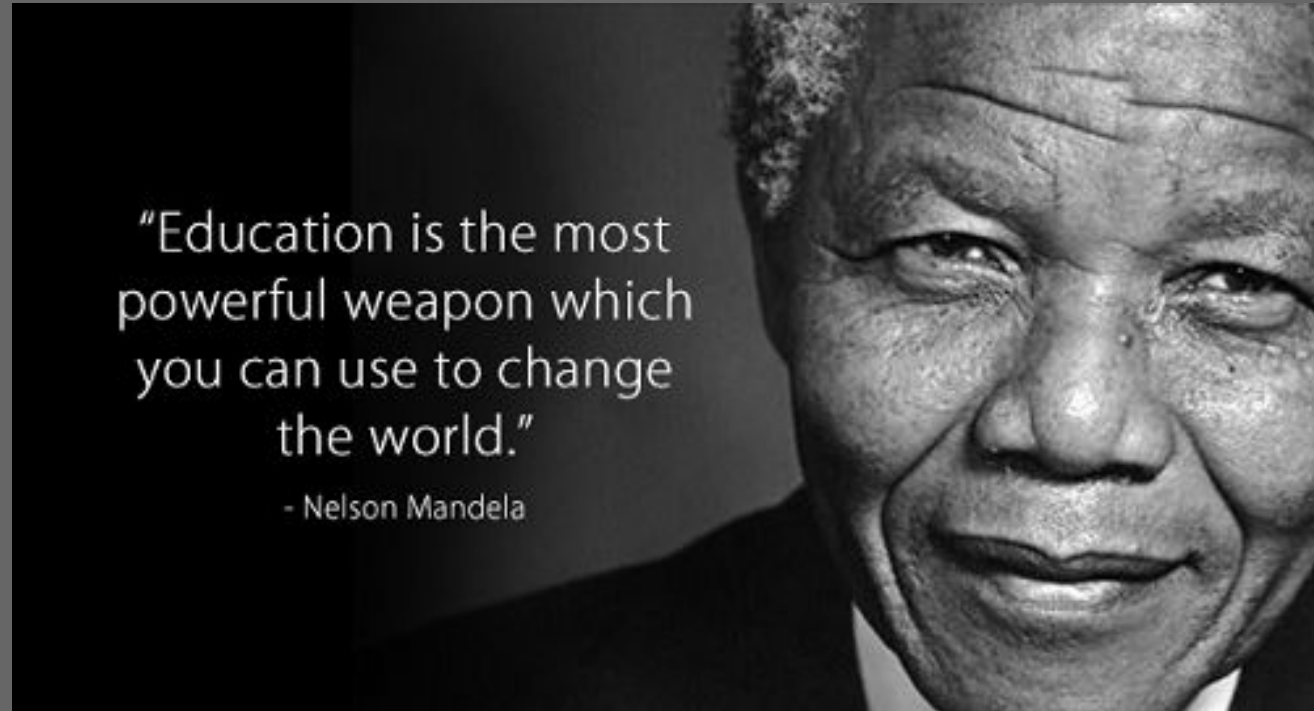 “Education is the most
powerful weapon which
you can use to change
the world.”
- Nelson Mandela